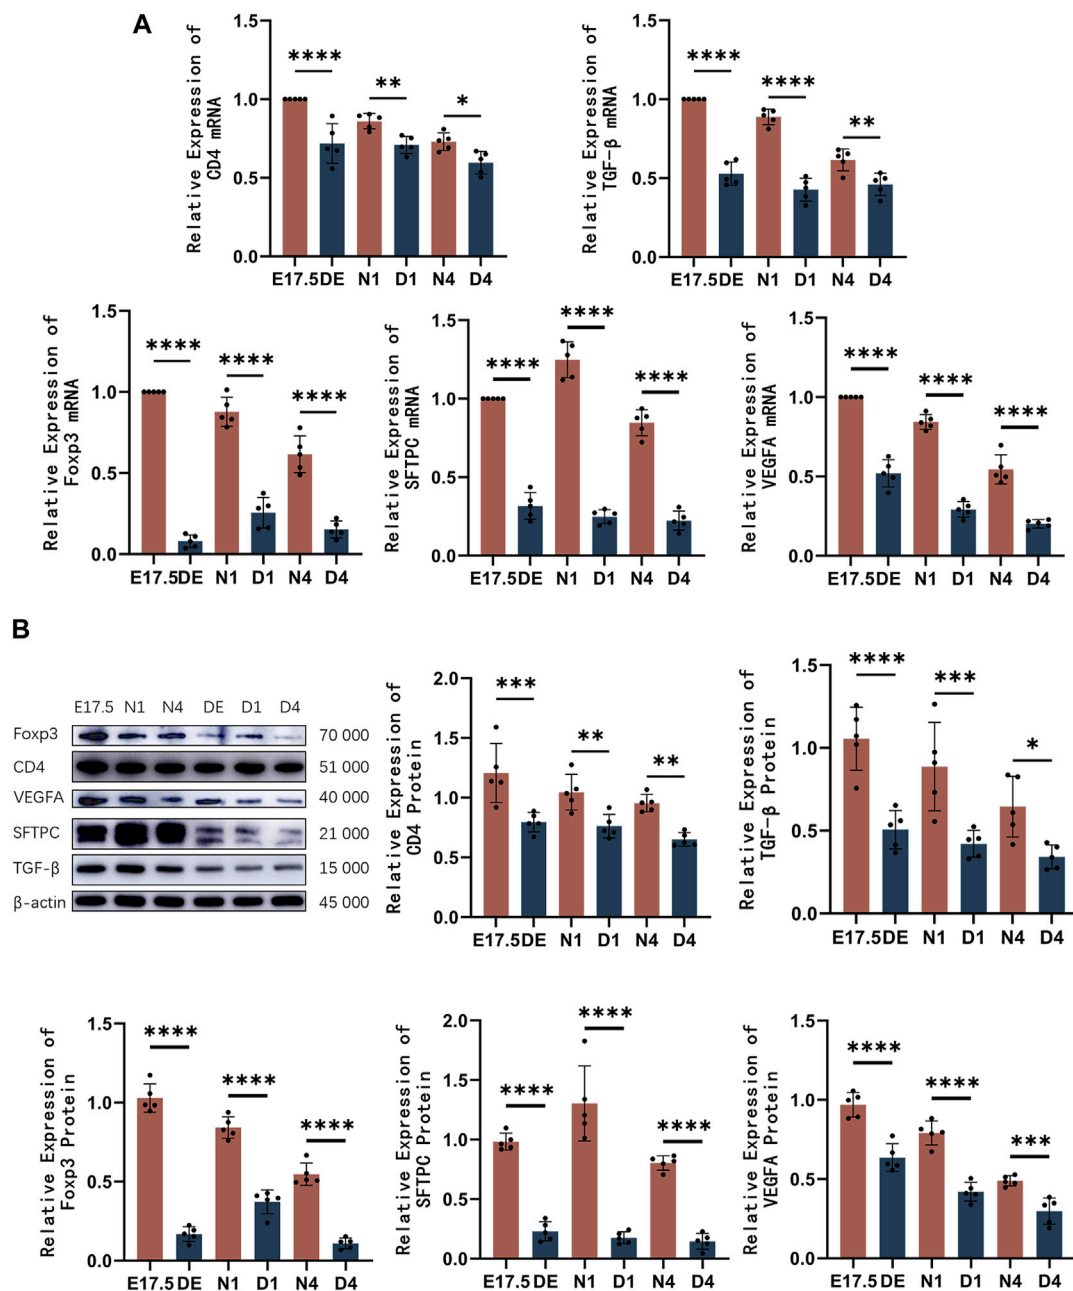 A
Relative Expression of
CD4 mRNA
1.5
1.0
0.5
0.0
**** ** *
E17.5 DE N1 D1 N4 D4
Relative Expression of
TGF-β mRNA
1.5
1.0
0.5
0.0
**** **** **
E17.5 DE N1 D1 N4 D4
Relative Expression of
Foxp3 mRNA
1.5
1.0
0.5
0.0
**** **** ****
E17.5 DE N1 D1 N4 D4
Relative Expression of
SFTPC mRNA
1.5
1.0
0.5
0.0
**** **** ****
E17.5 DE N1 D1 N4 D4
Relative Expression of
VEGFA mRNA
1.5
1.0
0.5
0.0
**** **** ****
E17.5 DE N1 D1 N4 D4
B
E17.5 N1 N4 DE D1 D4
Foxp3 70 000
CD4 51 000
VEGFA 40 000
SFTPC 21 000
TGF-β 15 000
β-actin 45 000
Relative Expression of
CD4 Protein
2.0
1.5
1.0
0.5
0.0
*** ** **
E17.5 DE N1 D1 N4 D4
Relative Expression of
TGF-β Protein
1.5
1.0
0.5
0.0
**** *** *
E17.5 DE N1 D1 N4 D4
Relative Expression of
Foxp3 Protein
1.5
1.0
0.5
0.0
**** **** ****
E17.5 DE N1 D1 N4 D4
Relative Expression of
SFTPC Protein
2.0
1.5
1.0
0.5
0.0
**** **** ****
E17.5 DE N1 D1 N4 D4
Relative Expression of
VEGFA Protein
1.5
1.0
0.5
0.0
**** **** ***
E17.5 DE N1 D1 N4 D4